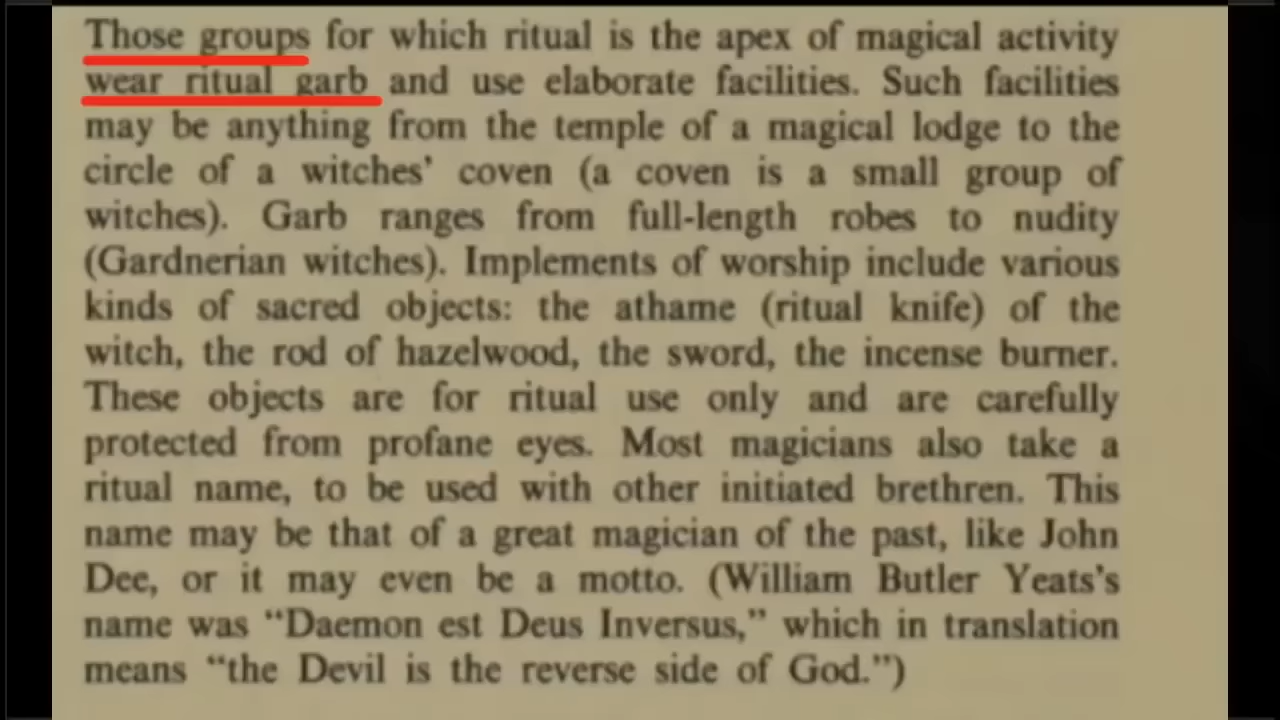 Those groups for which ritual is the apex of magical activity
wear ritual garb and use elaborate facilities. Such facilities
may be anything from the temple of a magical lodge to the
circle of a witches’ coven (a coven is a small group of
witches). Garb ranges from full-length robes to nudity
(Gardnerian witches). Implements of worship include various
kinds of sacred objects: the athame (ritual knife) of the
witch, the rod of hazelwood, the sword, the incense burner.
These objects are for ritual use only and are carefully
protected from profane eyes. Most magicians also take a
ritual name, to be used with other initiated brethren. This
name may be that of a great magician of the past, like John
Dee, or it may even be a motto. (William Butler Yeats’s
name was “Daemon est Deus Inversus,” which in translation
means “the Devil is the reverse side of God.”)